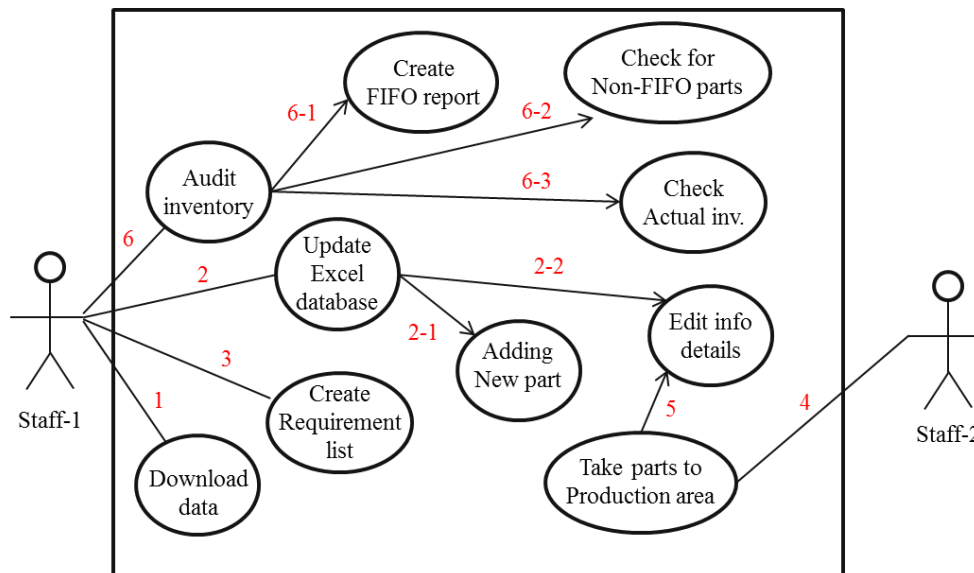 Create
FIFO report
Check for
Non-FIFO parts
6-1
6-2
Audit
inventory
6-3
Check
Actual inv.
6
2
Update
Excel
database
2-2
2-1
Edit info
details
Adding
New part
3
Create
Requirement
list
1
5
4
Staff-1
Staff-2
Download
data
Take parts to
Production area